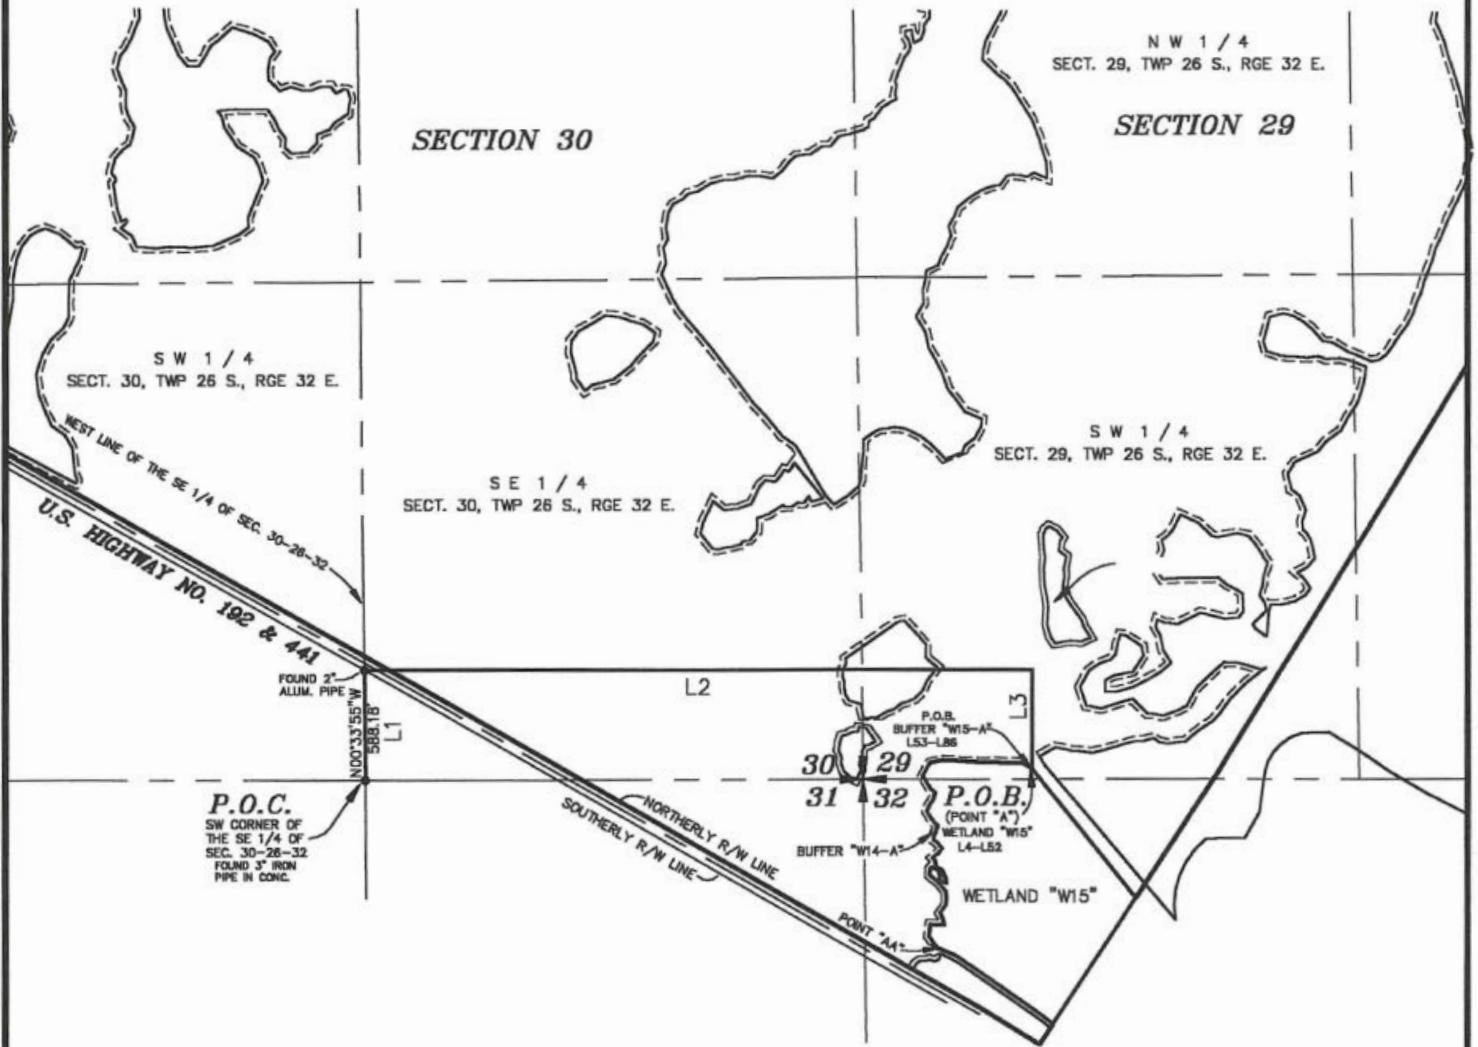 N W 1 / 4
SECT. 29, TWP 26 S., RGE 32 E.
SECTION 30
SECTION 29
S W 1 / 4
SECT. 30, TWP 26 S., RGE 32 E.
WEST LINE OF THE SE 1/4 OF SEC. 30-26-32
S W 1 / 4
SECT. 29, TWP 26 S., RGE 32 E.
S E 1 / 4
SECT. 30, TWP 26 S., RGE 32 E.
U.S. HIGHWAY NO. 192 & 441
FOUND 2"
ALUM. PIPE
N00°33'55"W
588.18'
L1
L2
L3
P.O.B.
BUFFER "W15-A"
L53-L86
30
29
31
32
P.O.C.
SW CORNER OF
THE SE 1/4 OF
SEC. 30-26-32
FOUND 3" IRON
PIPE IN CONC.
P.O.B.
(POINT "A")
WETLAND "W15"
L4-L52
NORTHERLY R/W LINE
SOUTHERLY R/W LINE
BUFFER "W14-A"
WETLAND "W15"
POINT "AA"